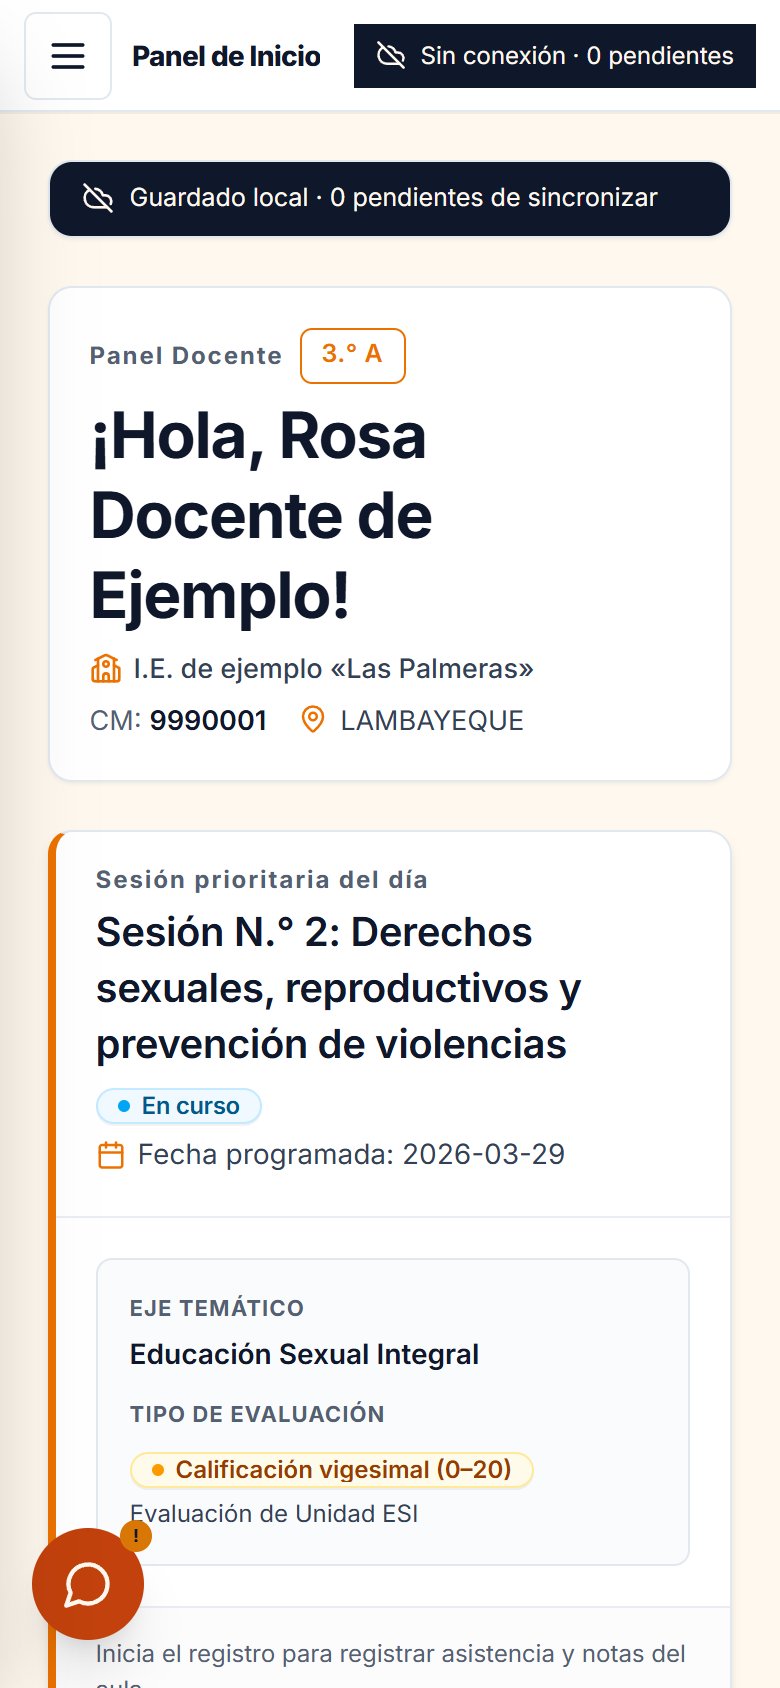 Panel de Inicio
Sin conexión · 0 pendientes
Guardado local · 0 pendientes de sincronizar
Panel Docente
3.° A
¡Hola, Rosa
Docente de
Ejemplo!
I.E. de ejemplo «Las Palmeras»
CM: 9990001
LAMBAYEQUE
Sesión prioritaria del día
Sesión N.° 2: Derechos
sexuales, reproductivos y
prevención de violencias
En curso
Fecha programada: 2026-03-29
EJE TEMÁTICO
Educación Sexual Integral
TIPO DE EVALUACIÓN
Calificación vigesimal (0–20)
Evaluación de Unidad ESI
!
Inicia el registro para registrar asistencia y notas del
aula.